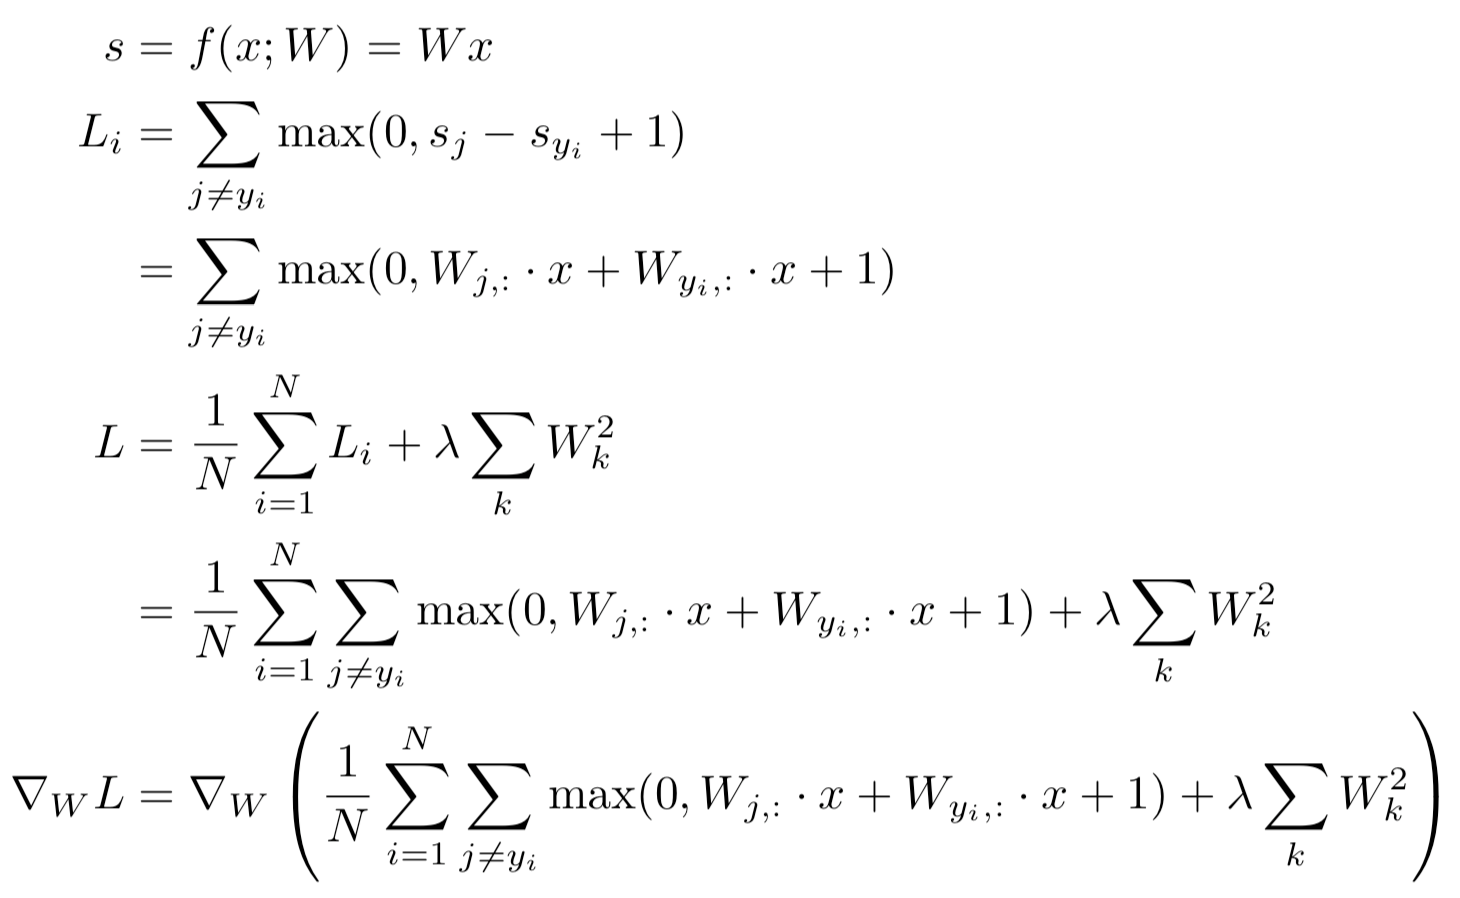 s = f(x; W) = Wx
L_i = \sum_{j \neq y_i} \max(0, s_j - s_{y_i} + 1)
= \sum_{j \neq y_i} \max(0, W_{j,:} \cdot x + W_{y_i,:} \cdot x + 1)
L = \frac{1}{N} \sum_{i=1}^{N} L_i + \lambda \sum_k W_k^2
= \frac{1}{N} \sum_{i=1}^{N} \sum_{j \neq y_i} \max(0, W_{j,:} \cdot x + W_{y_i,:} \cdot x + 1) + \lambda \sum_k W_k^2
\nabla_W L = \nabla_W \left( \frac{1}{N} \sum_{i=1}^{N} \sum_{j \neq y_i} \max(0, W_{j,:} \cdot x + W_{y_i,:} \cdot x + 1) + \lambda \sum_k W_k^2 \right)